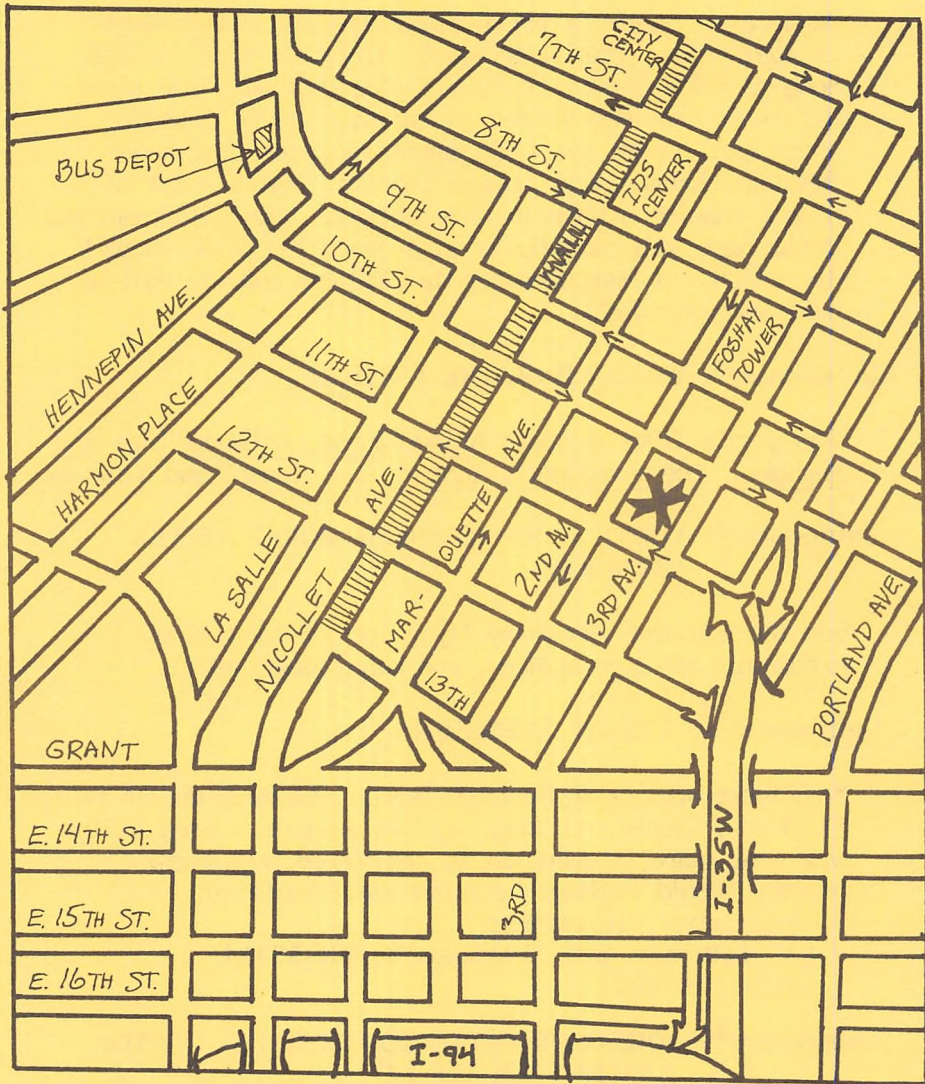 CITY
CENTER
7TH ST.
8TH ST.
BUS DEPOT
IDS
CENTER
9TH ST.
10TH ST.
MALL
HENNEPIN AVE.
11TH ST.
FOSHAY
TOWER
HARMON PLACE
12TH ST.
AVE.
AVE.
QUETTE
2ND AV.
3RD AV.
LA SALLE
NICOLLET
MAR-
13TH
PORTLAND AVE.
GRANT
E. 14TH ST.
I-35W
E. 15TH ST.
3RD
E. 16TH ST.
I-94